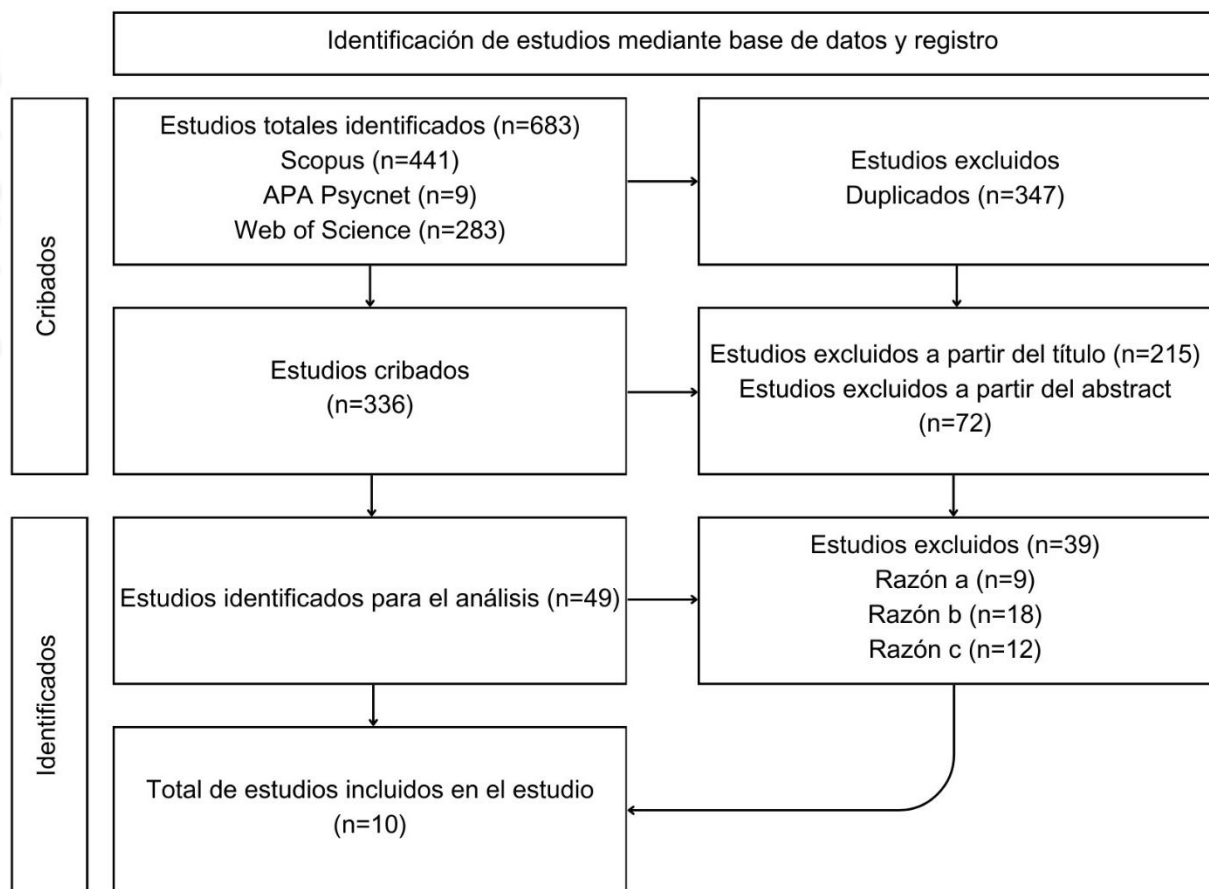 Identificación de estudios mediante base de datos y registro
Cribados
Estudios totales identificados (n=683)
Scopus (n=441)
APA Psycnet (n=9)
Web of Science (n=283)
Estudios excluidos
Duplicados (n=347)
Estudios cribados
(n=336)
Estudios excluidos a partir del título (n=215)
Estudios excluidos a partir del abstract
(n=72)
Identificados
Estudios identificados para el análisis (n=49)
Estudios excluidos (n=39)
Razón a (n=9)
Razón b (n=18)
Razón c (n=12)
Total de estudios incluidos en el estudio
(n=10)